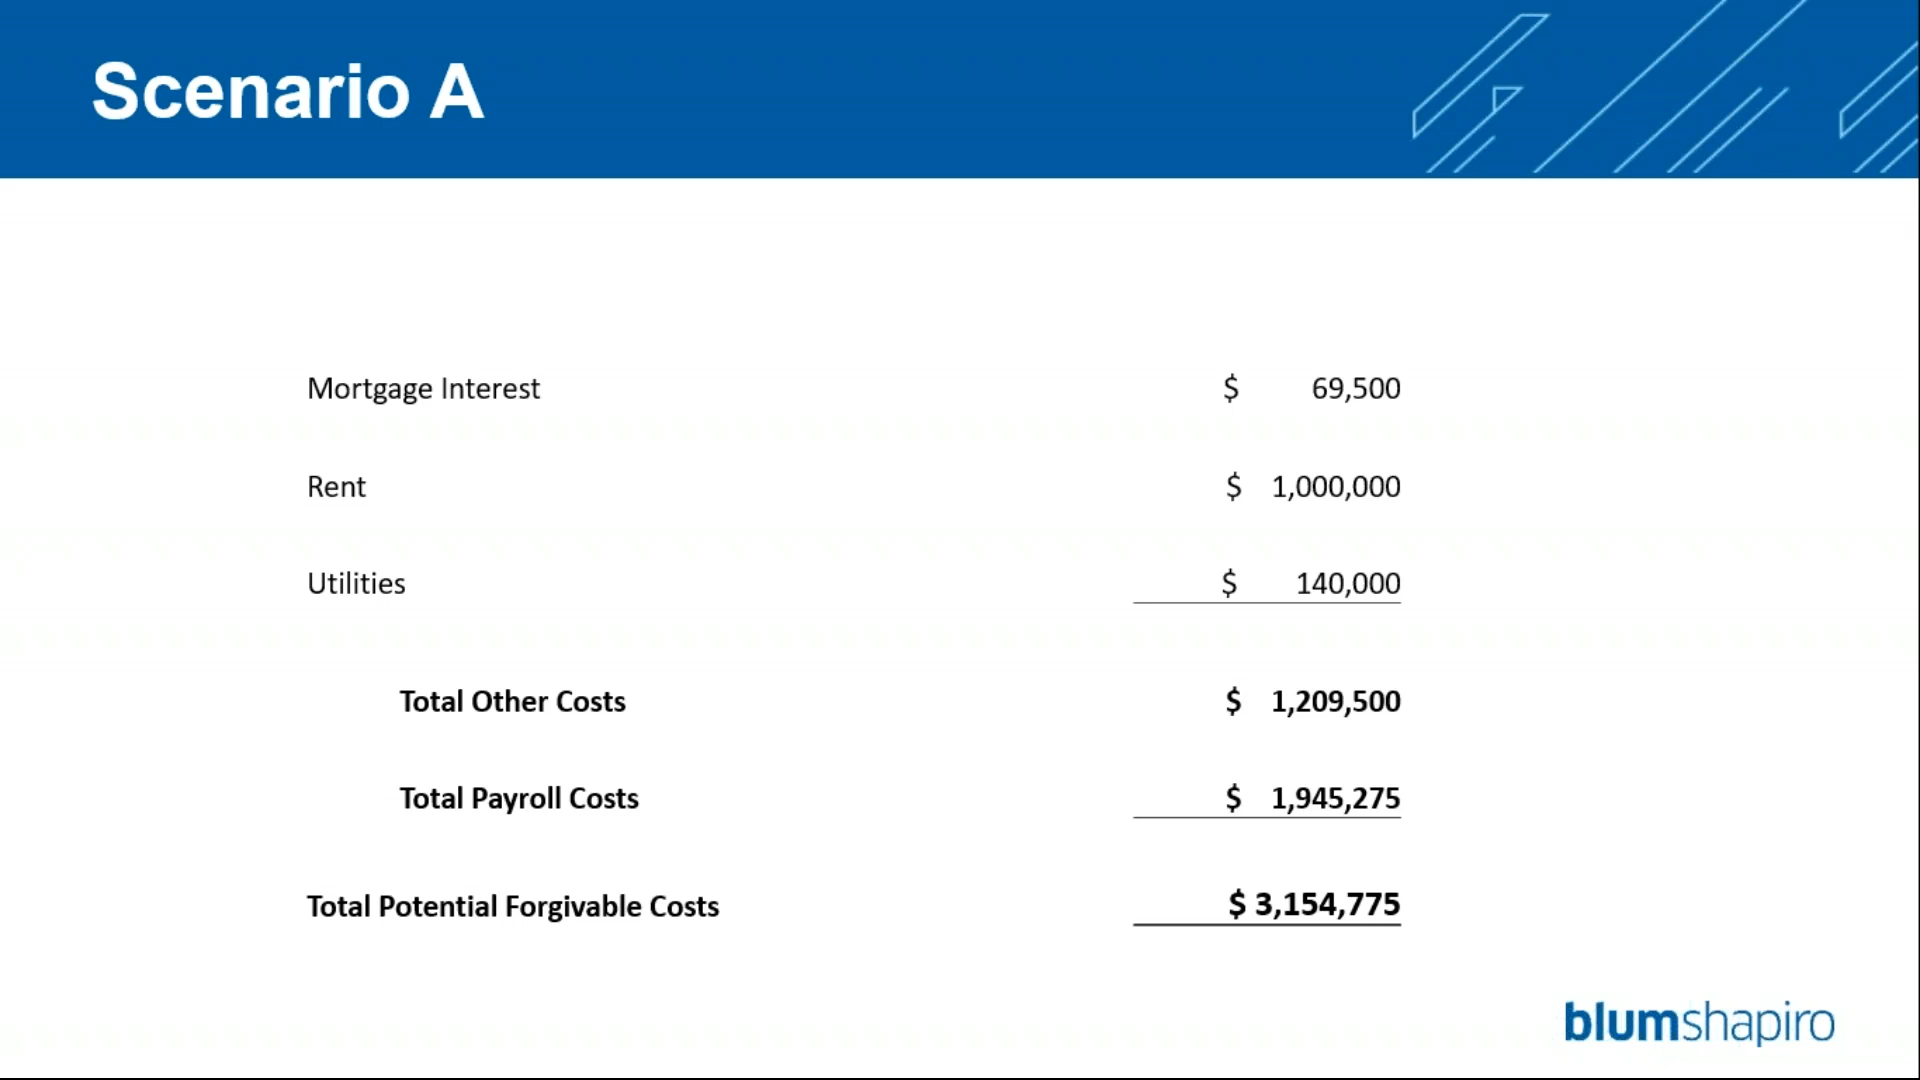 Scenario A
Mortgage Interest $ 69,500
Rent $ 1,000,000
Utilities $ 140,000
Total Other Costs $ 1,209,500
Total Payroll Costs $ 1,945,275
Total Potential Forgivable Costs $ 3,154,775
blumshapiro